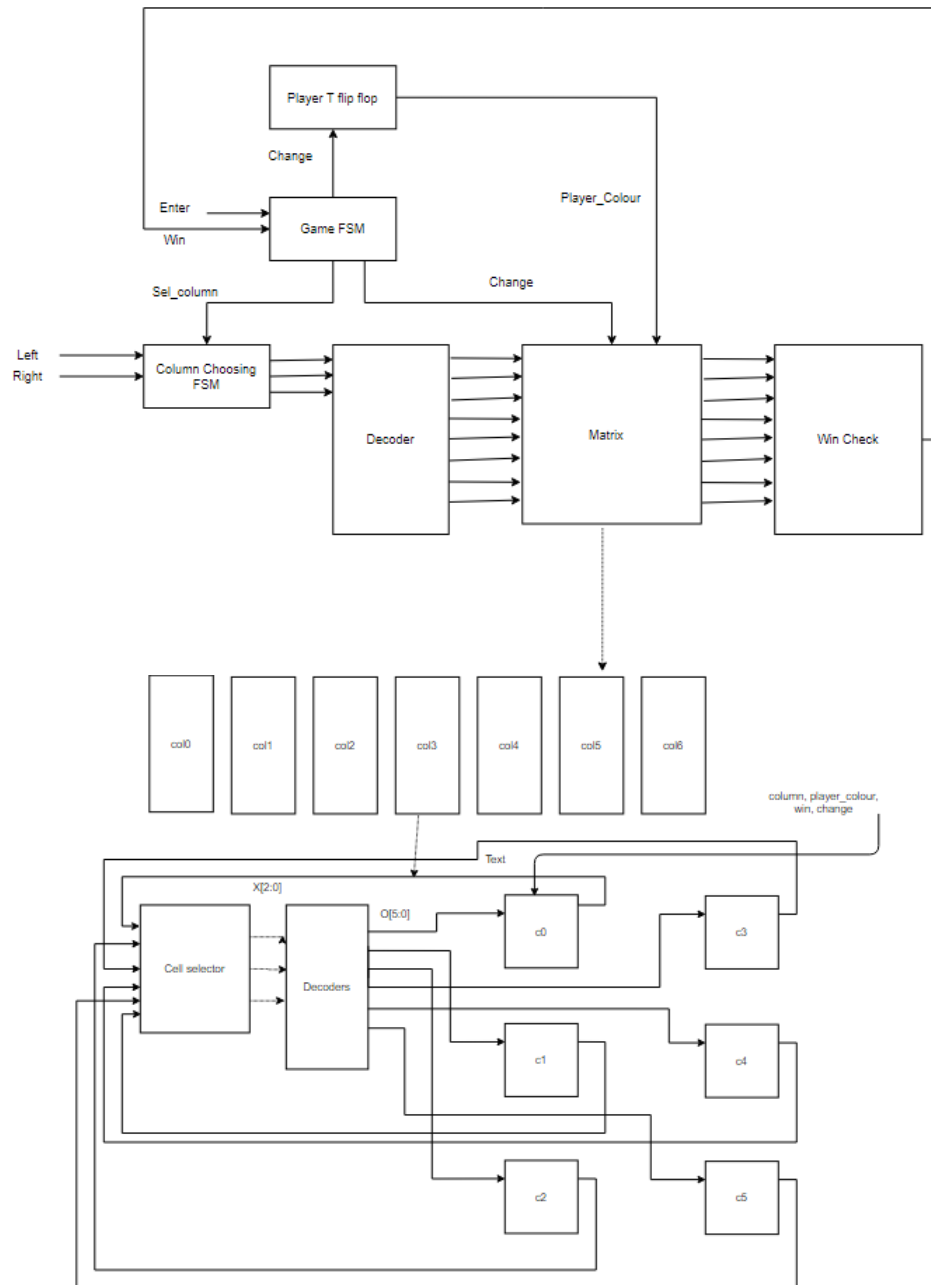 Player T flip flop
Change
Player_Colour
Enter
Game FSM
Win
Change
Sel_column
Left
Right
Column Choosing
FSM
Decoder
Matrix
Win Check
col0
col1
col2
col3
col4
col5
col6
column, player_colour,
win, change
Text
X[2:0]
O[5:0]
c0
c3
Cell selector
Decoders
c1
c4
c2
c5